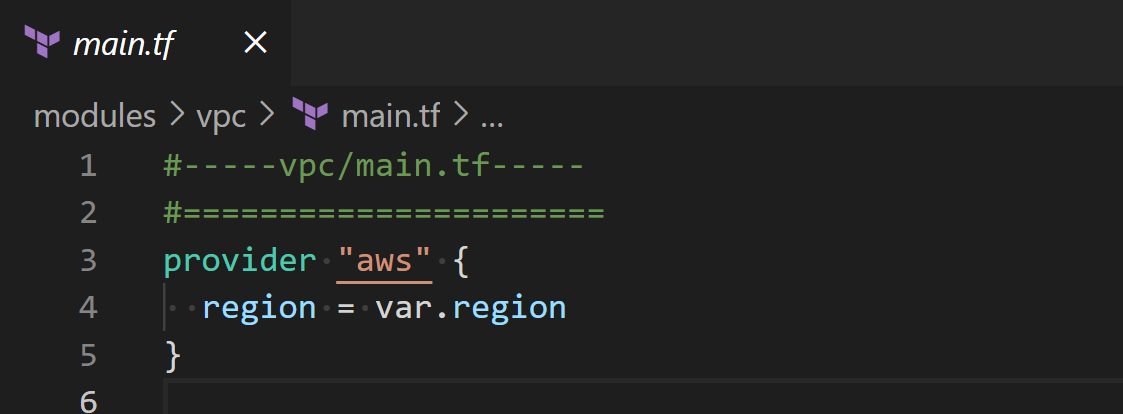 main.tf ×
modules > vpc > main.tf > ...
1 #-----vpc/main.tf-----
2 #======================
3 provider "aws" {
4   region = var.region
5 }
6